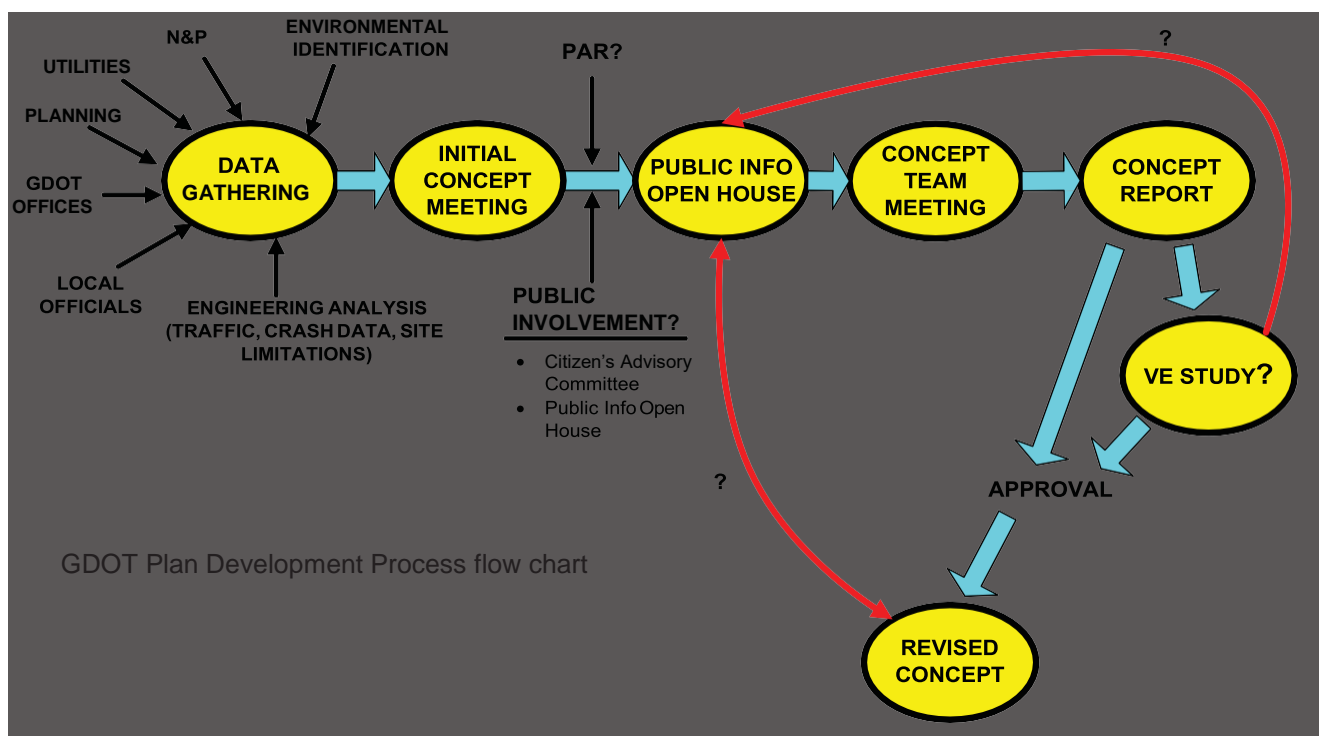 N&P
ENVIRONMENTAL
IDENTIFICATION
UTILITIES
PLANNING
GDOT
OFFICES
LOCAL
OFFICIALS
ENGINEERING ANALYSIS
(TRAFFIC, CRASH DATA, SITE
LIMITATIONS)
DATA
GATHERING
INITIAL
CONCEPT
MEETING
PAR?
PUBLIC
INVOLVEMENT?
• Citizen's Advisory
Committee
• Public Info Open
House
PUBLIC INFO
OPEN HOUSE
CONCEPT
TEAM
MEETING
CONCEPT
REPORT
?
VE STUDY?
APPROVAL
?
REVISED
CONCEPT
GDOT Plan Development Process flow chart